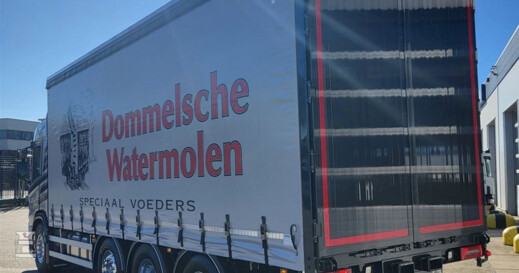 Dommelsche
Watermolen
SPECIAAL VOEDERS